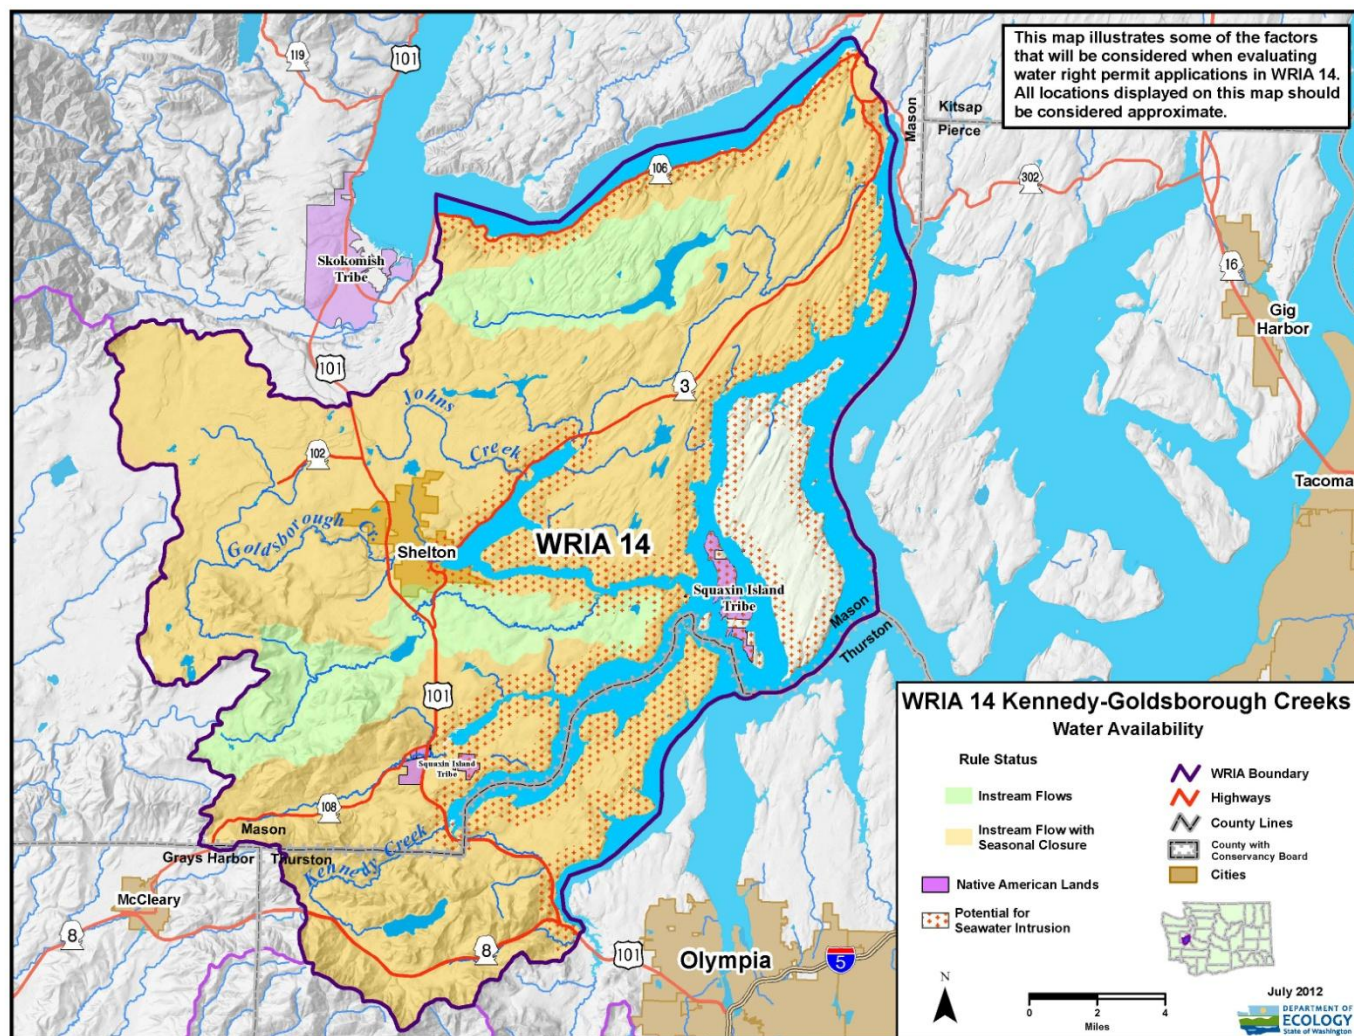 This map illustrates some of the factors
that will be considered when evaluating
water right permit applications in WRIA 14.
All locations displayed on this map should
be considered approximate.
119
101
Mason
Kitsap
Pierce
106
302
Skokomish
Tribe
16
Gig
Harbor
101
3
Johns
Creek
102
Tacoma
Goldsborough
Cr.
Shelton
WRIA 14
Squaxin Island
Tribe
Mason
Thurston
101
Squaxin Island
Tribe
108
Mason
Grays Harbor
Thurston
Kennedy Creek
McCleary
8
8
101
Olympia
5
WRIA 14 Kennedy-Goldsborough Creeks
Water Availability
Rule Status
Instream Flows
Instream Flow with
Seasonal Closure
Native American Lands
Potential for
Seawater Intrusion
WRIA Boundary
Highways
County Lines
County with
Conservancy Board
Cities
N
0 2 4
Miles
July 2012
DEPARTMENT OF
ECOLOGY
State of Washington